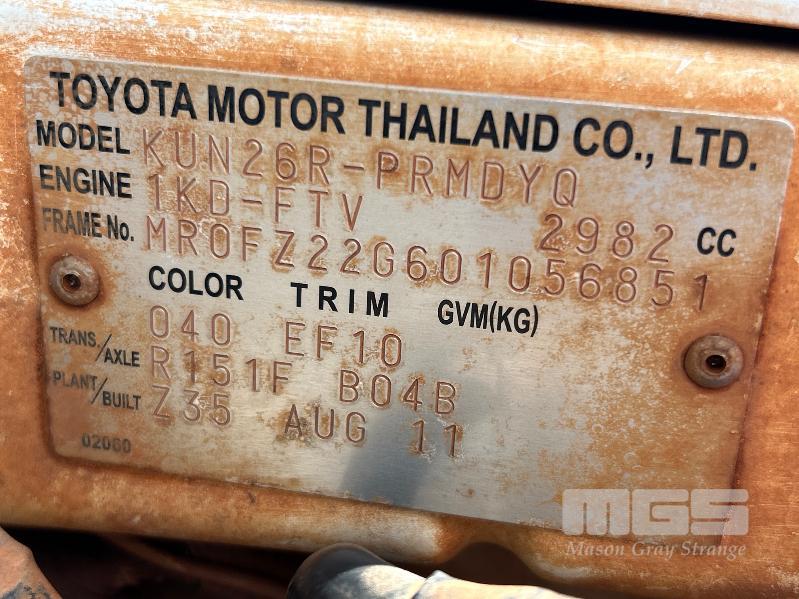 TOYOTA MOTOR THAILAND CO., LTD.
MODEL KUN26R-PRMDYQ
ENGINE 1KD-FTV 2982 CC
FRAME No. MR0FZ22G601056851
COLOR TRIM GVM(KG)
040 EF10
TRANS./AXLE R151F B04B
PLANT/BUILT Z35 AUG 11
02060
MGS
Mason Gray Strange